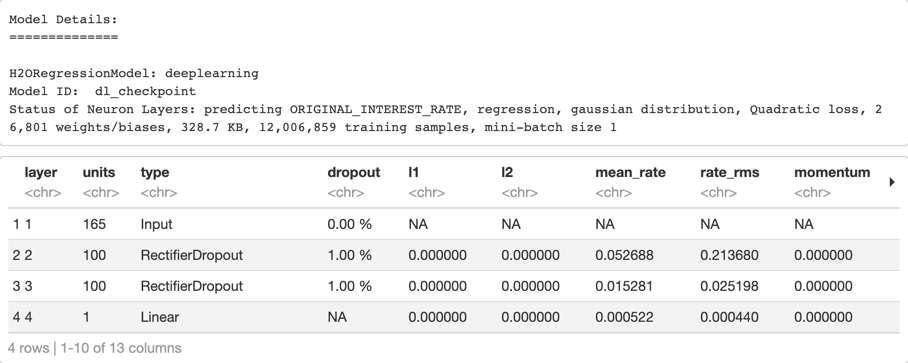 Model Details:
==============
H2ORegressionModel: deeplearning
Model ID:  dl_checkpoint
Status of Neuron Layers: predicting ORIGINAL_INTEREST_RATE, regression, gaussian distribution, Quadratic loss, 2
6,801 weights/biases, 328.7 KB, 12,006,859 training samples, mini-batch size 1
layer units type dropout l1 l2 mean_rate rate_rms momentum
<chr> <chr> <chr> <chr> <chr> <chr> <chr> <chr> <chr>
1 1 165 Input 0.00 % NA NA NA NA NA
2 2 100 RectifierDropout 1.00 % 0.000000 0.000000 0.052688 0.213680 0.000000
3 3 100 RectifierDropout 1.00 % 0.000000 0.000000 0.015281 0.025198 0.000000
4 4 1 Linear NA 0.000000 0.000000 0.000522 0.000440 0.000000
4 rows | 1-10 of 13 columns